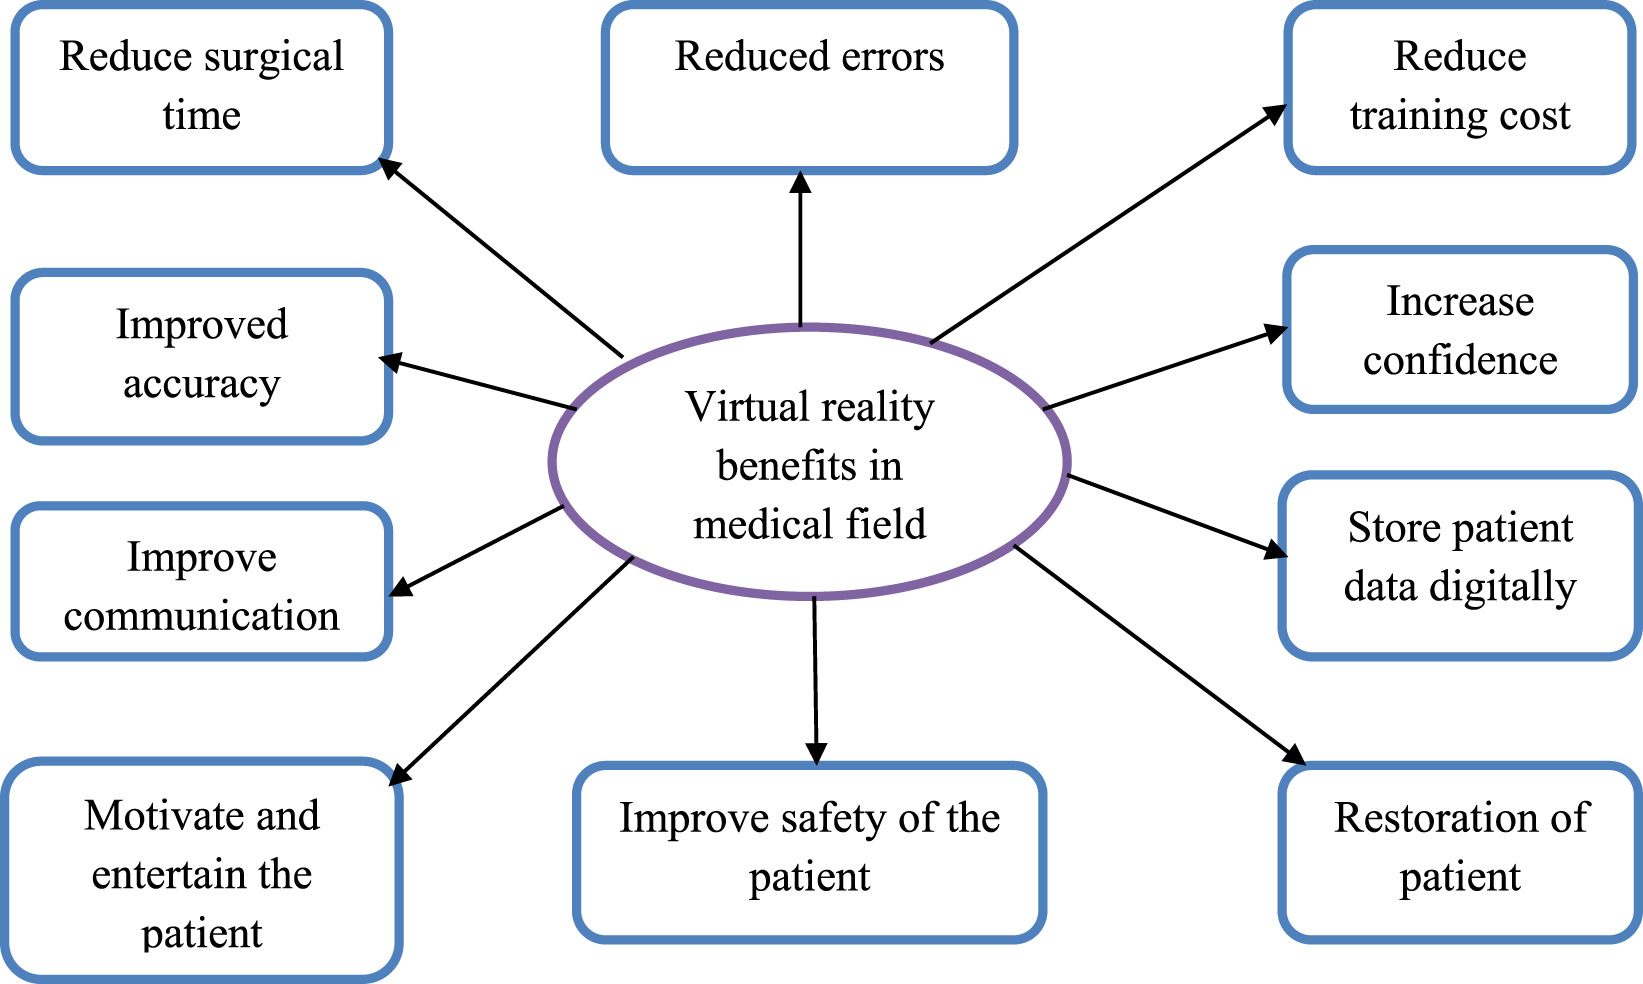 Reduce surgical
time
Reduced errors
Reduce
training cost
Improved
accuracy
Increase
confidence
Virtual reality
benefits in
medical field
Improve
communication
Store patient
data digitally
Motivate and
entertain the
patient
Improve safety of the
patient
Restoration of
patient